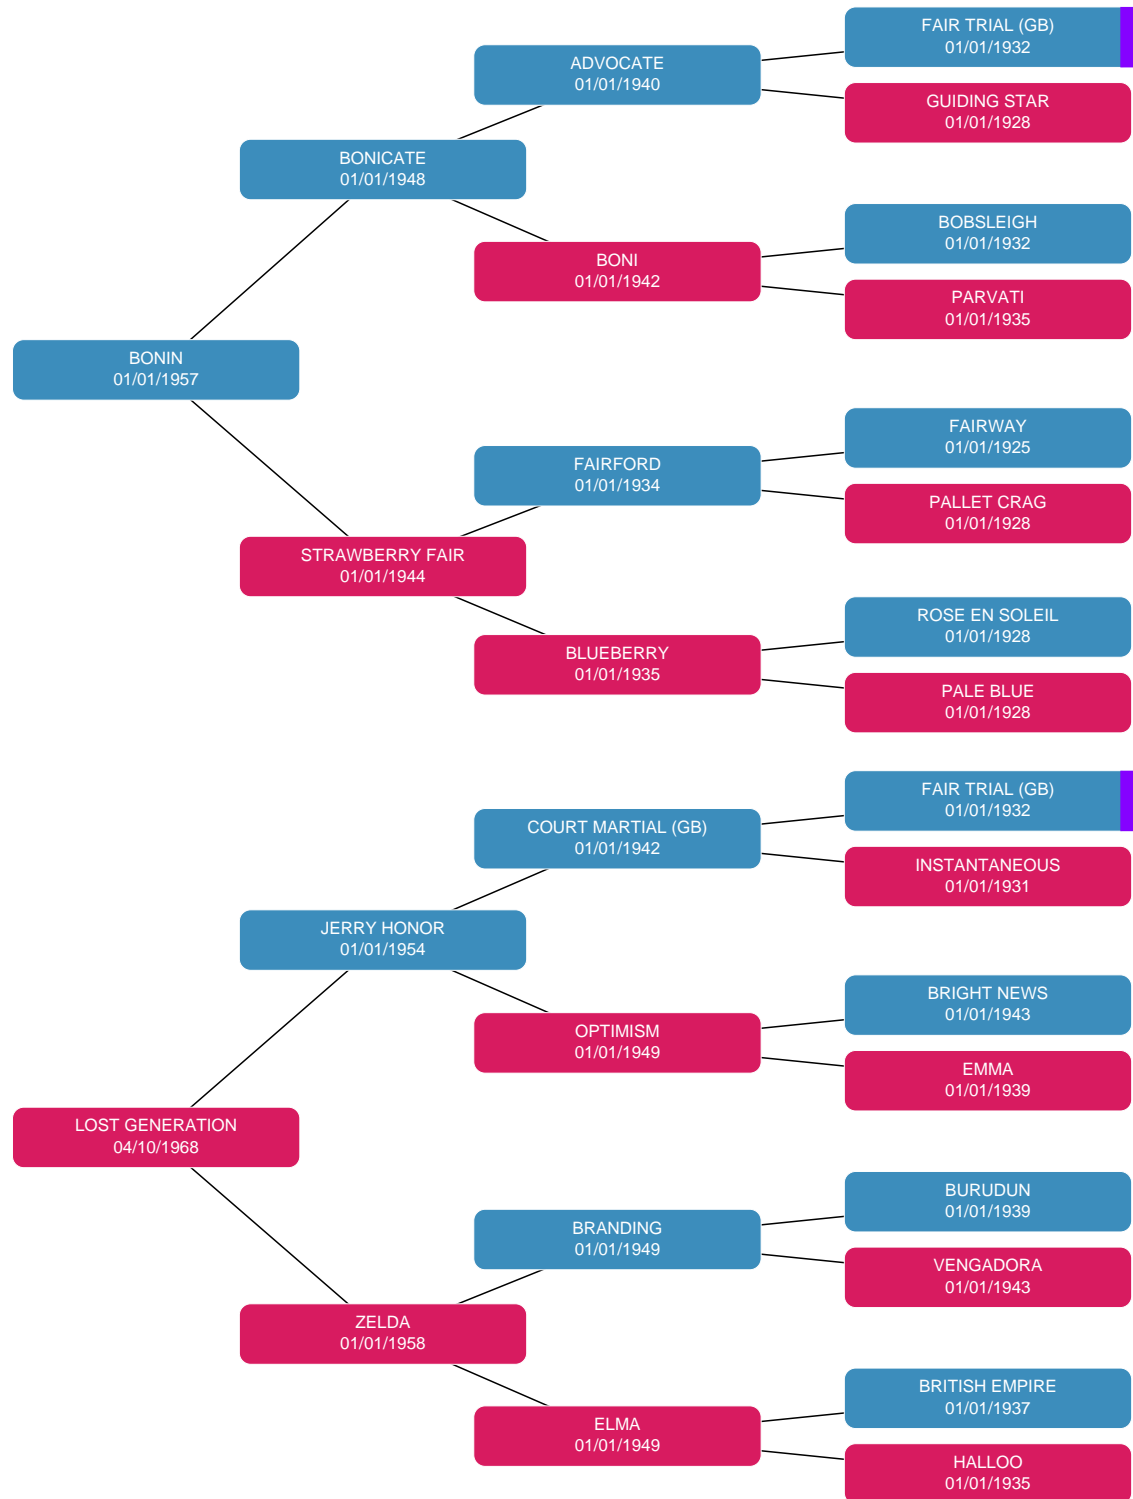 FAIR TRIAL (GB)
01/01/1932
ADVOCATE
01/01/1940
GUIDING STAR
01/01/1928
BONICATE
01/01/1948
BOBSLEIGH
01/01/1932
BONI
01/01/1942
PARVATI
01/01/1935
BONIN
01/01/1957
FAIRWAY
01/01/1925
FAIRFORD
01/01/1934
PALLET CRAG
01/01/1928
STRAWBERRY FAIR
01/01/1944
ROSE EN SOLEIL
01/01/1928
BLUEBERRY
01/01/1935
PALE BLUE
01/01/1928
FAIR TRIAL (GB)
01/01/1932
COURT MARTIAL (GB)
01/01/1942
INSTANTANEOUS
01/01/1931
JERRY HONOR
01/01/1954
BRIGHT NEWS
01/01/1943
OPTIMISM
01/01/1949
EMMA
01/01/1939
LOST GENERATION
04/10/1968
BURUDUN
01/01/1939
BRANDING
01/01/1949
VENGADORA
01/01/1943
ZELDA
01/01/1958
BRITISH EMPIRE
01/01/1937
ELMA
01/01/1949
HALLOO
01/01/1935